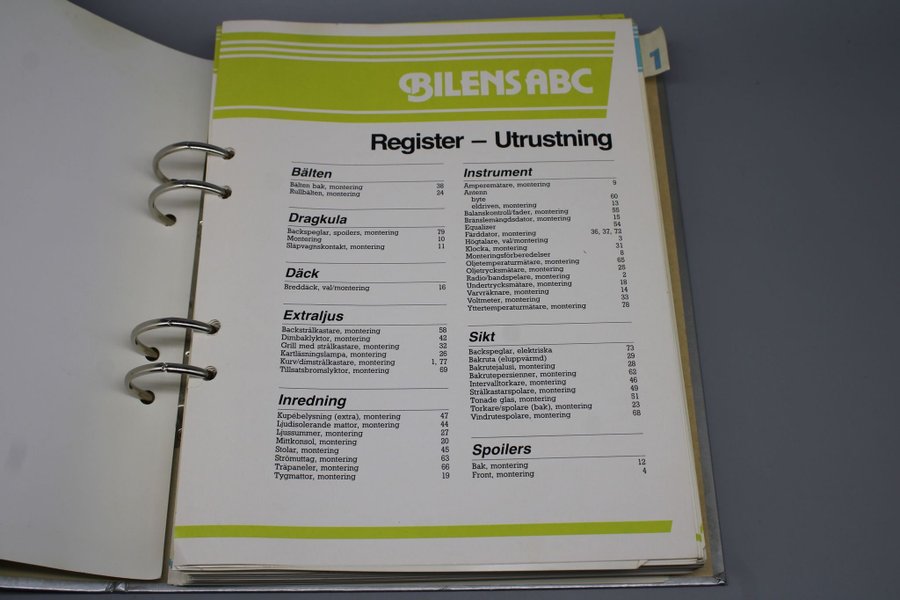 1
BILENS ABC
Register – Utrustning
Bälten
Bälten bak, montering 38
Rullbälten, montering 24
Dragkula
Backspeglar, spoilers, montering 79
Montering 10
Släpvagnskontakt, montering 11
Däck
Breddäck, val/montering 16
Extraljus
Backstrålkastare, montering 58
Dimbaklyktor, montering 42
Grill med strålkastare, montering 32
Kartläsningslampa, montering 26
Kurv/dimstrålkastare, montering 1, 77
Tillsatsbromslyktor, montering 69
Inredning
Kupébelysning (extra), montering 47
Ljudisolerande mattor, montering 44
Ljussummer, montering 27
Mittkonsol, montering 20
Stolar, montering 45
Strömuttag, montering 63
Träpaneler, montering 66
Tygmattor, montering 19
Instrument
Amperemätare, montering 9
Antenn
byte 60
eldriven, montering 13
Balanskontroll/fader, montering 55
Bränslemängdsdator, montering 15
Equalizer 54
Färddator, montering 36, 37, 72
Högtalare, val/montering 3
Klocka, montering 31
Monteringsförberedelser 8
Oljetemperaturmätare, montering 65
Oljetrycksmätare, montering 25
Radio/bandspelare, montering 2
Undertrycksmätare, montering 18
Varvräknare, montering 14
Voltmeter, montering 33
Yttertemperaturmätare, montering 78
Sikt
Backspeglar, elektriska 73
Bakruta (eluppvärmd) 29
Bakrutejalusi, montering 28
Bakrutepersienner, montering 62
Intervalltorkare, montering 46
Strålkastarspolare, montering 49
Tonade glas, montering 51
Torkare/spolare (bak), montering 23
Vindrutespolare, montering 68
Spoilers
Bak, montering 12
Front, montering 4